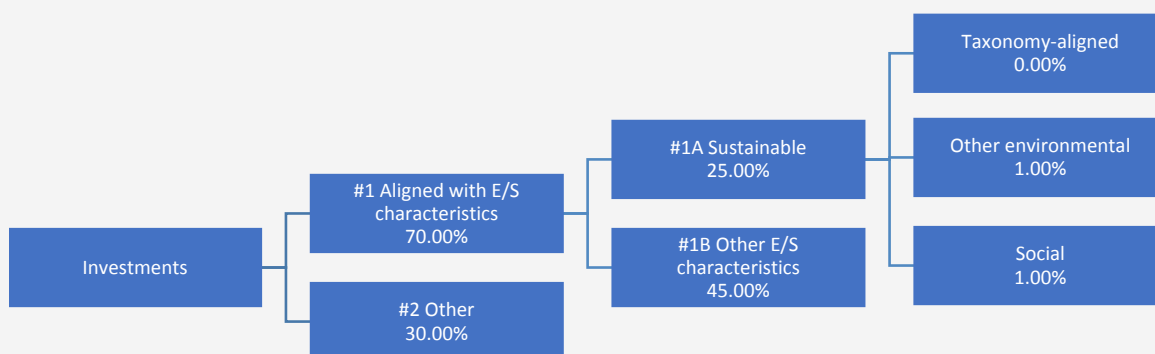 Investments
#1 Aligned with E/S
characteristics
70.00%
#2 Other
30.00%
#1A Sustainable
25.00%
#1B Other E/S
characteristics
45.00%
Taxonomy-aligned
0.00%
Other environmental
1.00%
Social
1.00%